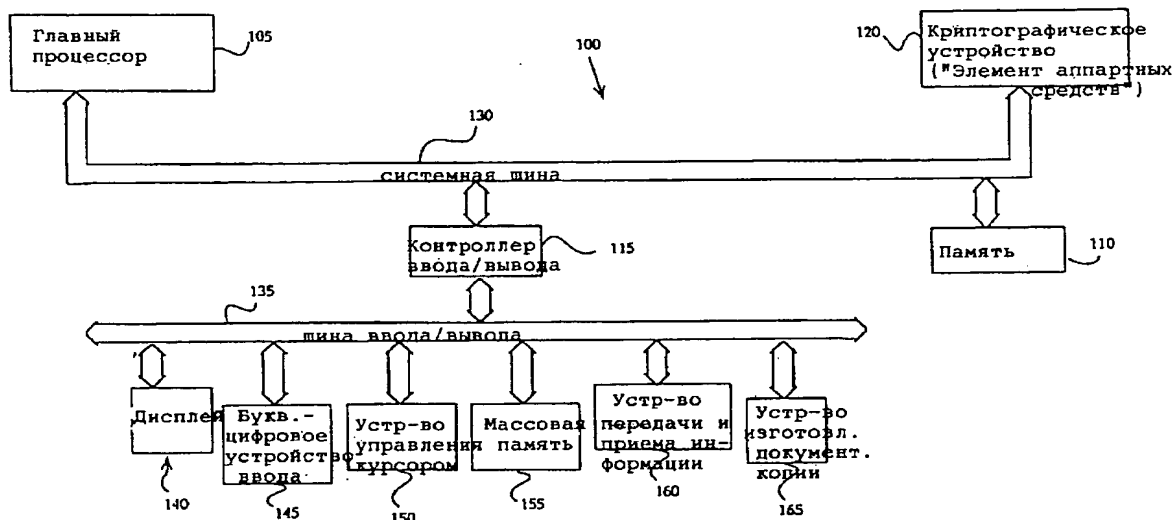 Главный
процессор
105
100
120
Криптографическое
устройство
("Элемент аппартных
средств")
130
системная шина
Контроллер
ввода/вывода
115
Память
110
135
шина ввода/вывода
Дисплей
140
Букв.-
цифровое
устройство
ввода
145
Устр-во
управления
курсором
150
Массовая
память
155
Устр-во
передачи и
приема ин-
формации
160
Устр-во
изготовл.
документ.
копии
165